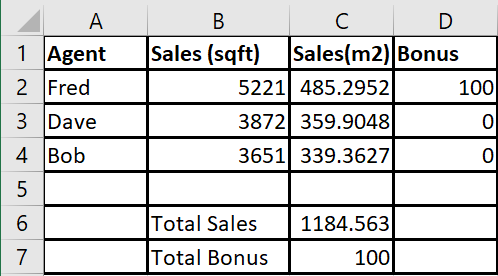 A B C D
1 Agent Sales (sqft) Sales(m2) Bonus
2 Fred 5221 485.2952 100
3 Dave 3872 359.9048 0
4 Bob 3651 339.3627 0
5
6 Total Sales 1184.563
7 Total Bonus 100